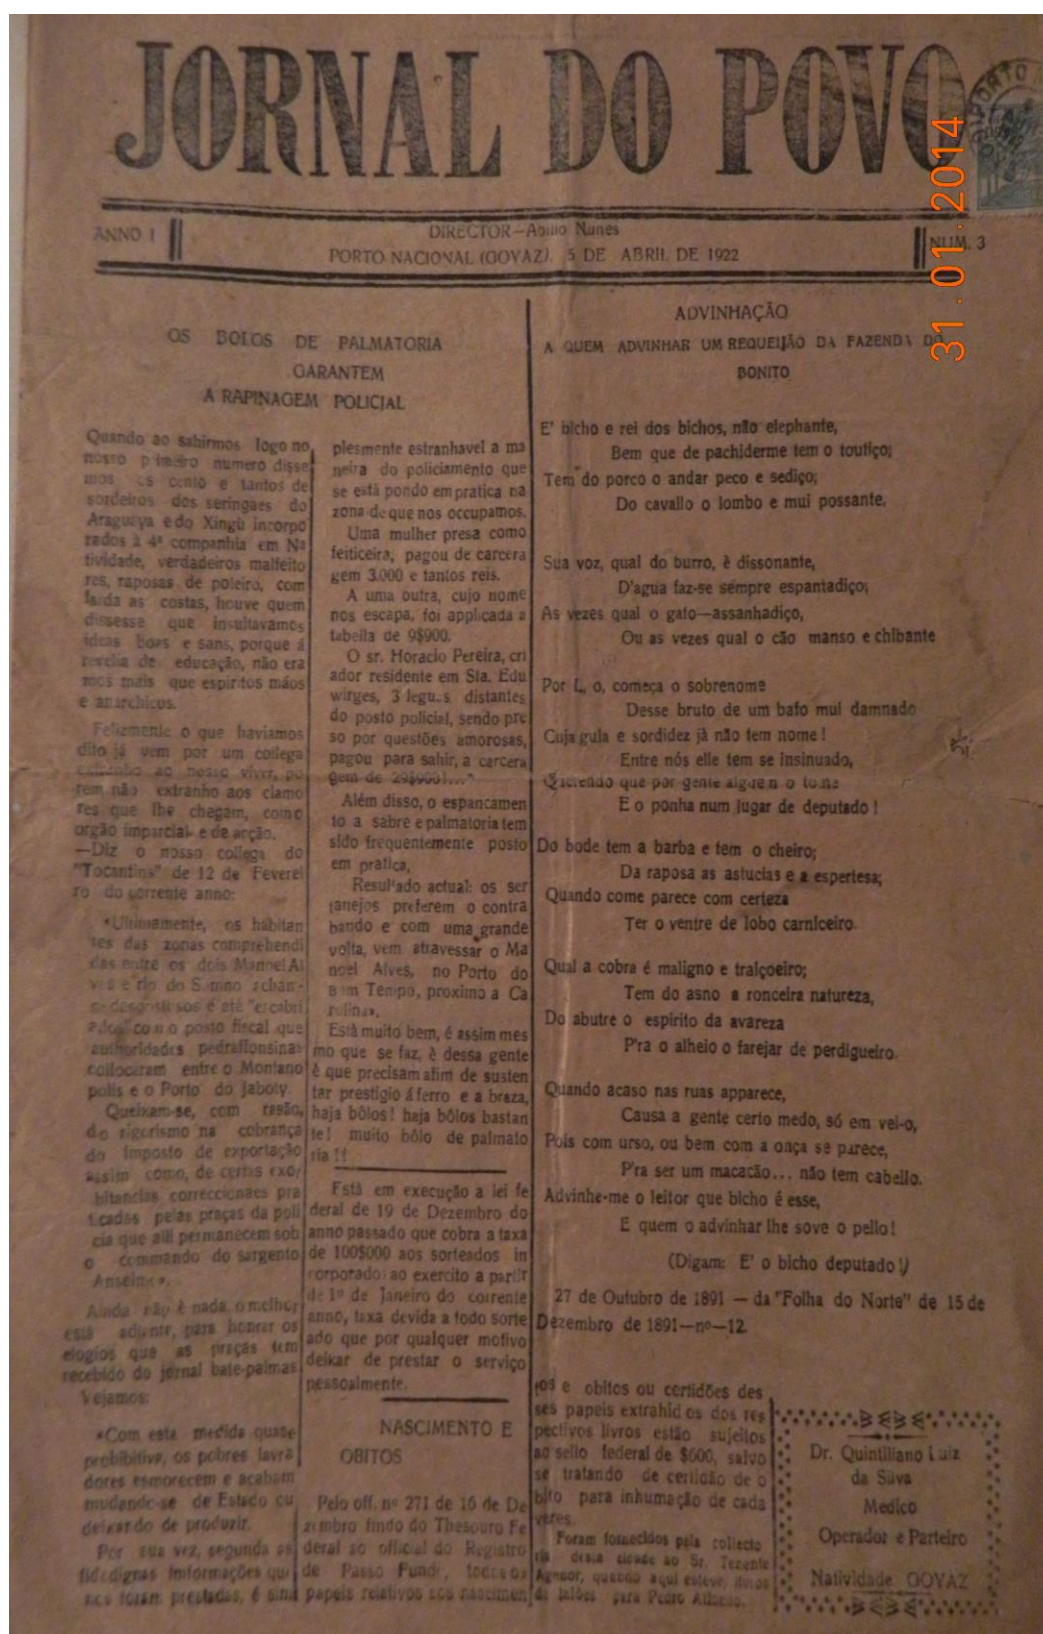 JORNAL DO POVO
PORTO
31.01.2014
ANNO I
DIRECTOR—Abilio Nunes
PORTO NACIONAL (GOYAZ), 5 DE ABRIL DE 1922
NUM. 3
OS BOLOS DE PALMATORIA
GARANTEM
A RAPINAGEM POLICIAL
Quando ao sahirmos logo no
nosso primeiro numero disse
mos os cento e tantos de
sordeiros dos seringaes do
Araguaya e do Xingù incorpo
rados à 4ª companhia em Na
tividade, verdadeiros malfeito
res, raposas de poleiro, com
farda as costas, houve quem
dissesse que insultavamos
ideas boas e sans, porque á
revelia de educação, não era
mos mais que espiritos máos
e anarchicos.
Felizmente o que haviamos
dito já vem por um collega
ao nosso viver, po
rem não extranho aos clamo
res que lhe chegam, como
orgão imparcial e de acção.
—Diz o nosso collega do
"Tocantins" de 12 de Feverei
ro do corrente anno:
«Ultimamente, os habitan
tes das zonas comprehendi
das entre os dois Manoel Al
ves e rio do Somno acham-
se desgostosos e até "escabri
ados" com o posto fiscal que
authoridades pedraffonsinas
collocaram entre o Montano
polis e o Porto do Jaboty.
Queixam-se, com rasão,
do rigorismo na cobrança
do imposto de exportação
assim como, de certas exor
bitancias correccionaes pra
ticadas pelas praças da poli
cia que alli permanecem sob
o commando do sargento
Anselmo».
Ainda não è nada, o melhor
está adiante, para honrar os
elogios que as praças tem
recebido do jornal bate-palmas
Vejamos:
«Com esta medida quase
prohibitiva, os pobres lavra
dores esmorecem e acabam
mudando-se de Estado ou
deixando de produzir.
Por sua vez, segundo as
fidedignas imformações que
nos foram prestadas, é sim
plesmente estranhavel a ma
neira do policiamento que
se está pondo em pratica na
zona de que nos occupamos.
Uma mulher presa como
feiticeira, pagou de carcera
gem 3.000 e tantos reis.
A uma outra, cujo nome
nos escapa, foi applicada a
tabella de 9$900.
O sr. Horacio Pereira, cri
ador residente em Sta. Edu
wirges, 3 leguas distantes
do posto policial, sendo pre
so por questões amorosas,
pagou para sahir, a carcera
gem de 29$900!..."
Além disso, o espancamen
to a sabre e palmatoria tem
sido frequentemente posto
em pratica,
Resultado actual: os ser
tanejos preferem o contra
bando e com uma grande
volta, vem atravessar o Ma
noel Alves, no Porto do
Bom Tempo, proximo a Ca
rolina».
Està muito bem, é assim mes
mo que se faz, è dessa gente
é que precisam afim de susten
tar prestigio á ferro e a braza,
haja bôlos! haja bôlos bastan
te! muito bôlo de palmato
ria!!
Està em execução a lei fe
deral de 19 de Dezembro do
anno passado que cobra a taxa
de 100$000 aos sorteados in
corporado: ao exercito a partir
de 1º de Janeiro do corrente
anno, taxa devida a todo sorte
ado que por qualquer motivo
deixar de prestar o serviço
pessoalmente.
NASCIMENTO E
OBITOS
Pelo off. nº 271 de 16 de De
zembro findo do Thesouro Fe
deral ao official do Registro
de Passo Fundo, todos os
papeis relativos aos nascimen
tos e obitos ou certidões des
ses papeis extrahidos dos res
pectivos livros estão sujeitos
ao sello federal de $600, salvo
se tratando de certidão de o
bito para inhumação de cada
veres.
Foram fornecidos pela collecto
ria desta cidade ao Sr. Tenente
Agnsor, quando aqui esteve, livros
de talões para Pedro Affonso.
ADVINHAÇÃO
A QUEM ADVINHAR UM REQUEIJÃO DA FAZENDA DO
BONITO
E' bicho e rei dos bichos, não elephante,
Bem que de pachiderme tem o toutiço;
Tem do porco o andar peco e sediço;
Do cavallo o lombo e mui possante.
Sua voz, qual do burro, è dissonante,
D'agua faz-se sempre espantadiço;
As vezes qual o gato—assanhadiço,
Ou as vezes qual o cão manso e chibante
Por L, o, começa o sobrenome
Desse bruto de um bafo mui damnado
Cuja gula e sordidez jà não tem nome!
Entre nós elle tem se insinuado,
Querendo que por gente alguen o tome
E o ponha num lugar de deputado!
Do bode tem a barba e tem o cheiro;
Da raposa as astucias e a espertesa;
Quando come parece com certeza
Ter o ventre de lobo carniceiro.
Qual a cobra é maligno e traiçoeiro;
Tem do asno a ronceira natureza,
Do abutre o espirito da avareza
P'ra o alheio o farejar de perdigueiro.
Quando acaso nas ruas apparece,
Causa a gente certo medo, só em vel-o,
Pois com urso, ou bem com a onça se parece,
P'ra ser um macacão... não tem cabello.
Advinhe-me o leitor que bicho é esse,
E quem o advinhar lhe sove o pello!
(Digam: E' o bicho deputado!)
27 de Outubro de 1891 — da "Folha do Norte" de 15 de
Dezembro de 1891—nº—12.
Dr. Quintiliano Luiz
da Silva
Medico
Operador e Parteiro
Natividade GOYAZ